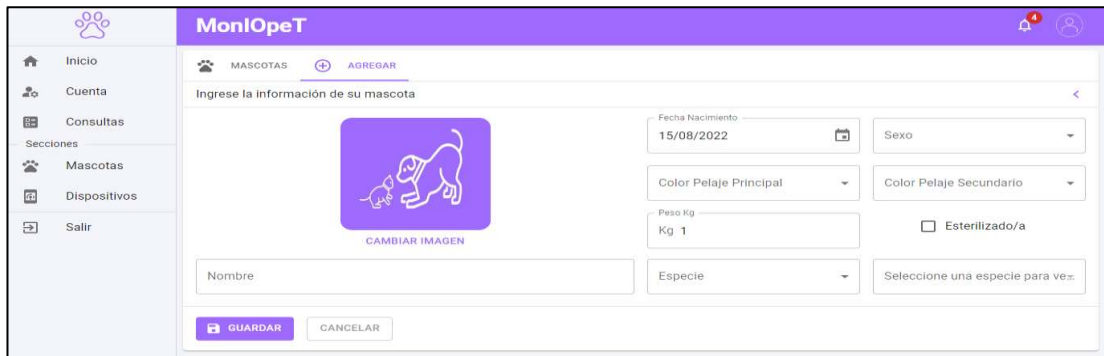 MonIOpeT
4
Inicio
Cuenta
Consultas
Secciones
Mascotas
Dispositivos
Salir
MASCOTAS
AGREGAR
Ingrese la información de su mascota
CAMBIAR IMAGEN
Fecha Nacimiento
15/08/2022
Sexo
Color Pelaje Principal
Color Pelaje Secundario
Peso Kg
Kg 1
Esterilizado/a
Nombre
Especie
Seleccione una especie para ve...
GUARDAR
CANCELAR